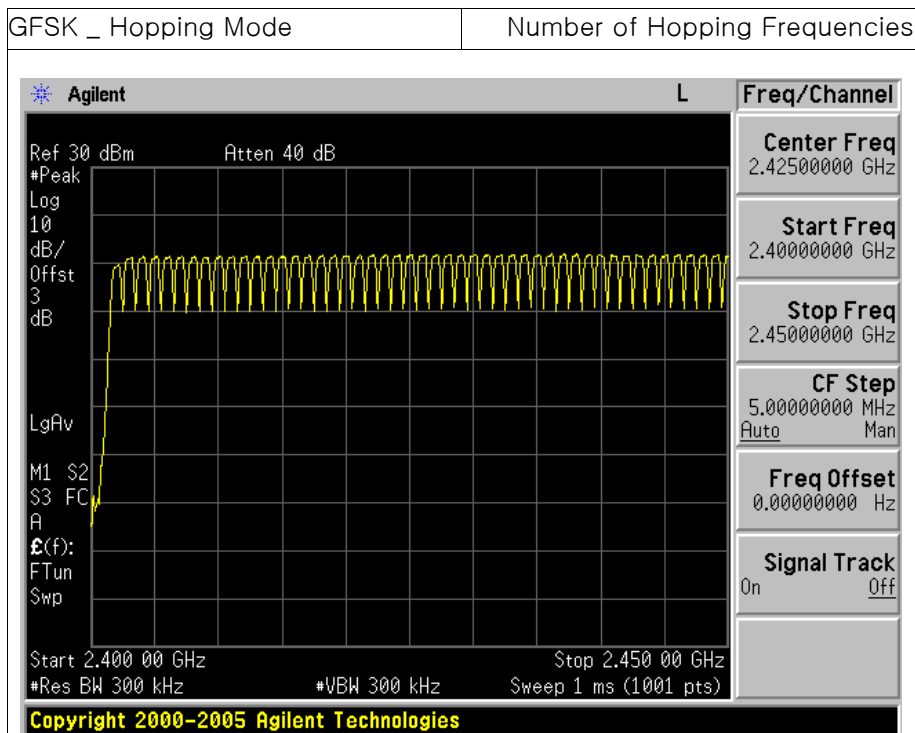 GFSK _ Hopping Mode
Number of Hopping Frequencies
Agilent
L
Freq/Channel
Ref 30 dBm
Atten 40 dB
#Peak
Log
10
dB/
Offst
3
dB
LgAv
M1 S2
S3 FC
A
£(f):
FTun
Swp
Start 2.400 00 GHz
Stop 2.450 00 GHz
#Res BW 300 kHz
#VBW 300 kHz
Sweep 1 ms (1001 pts)
Center Freq
2.42500000 GHz
Start Freq
2.40000000 GHz
Stop Freq
2.45000000 GHz
CF Step
5.00000000 MHz
Auto Man
Freq Offset
0.00000000 Hz
Signal Track
On Off
Copyright 2000-2005 Agilent Technologies